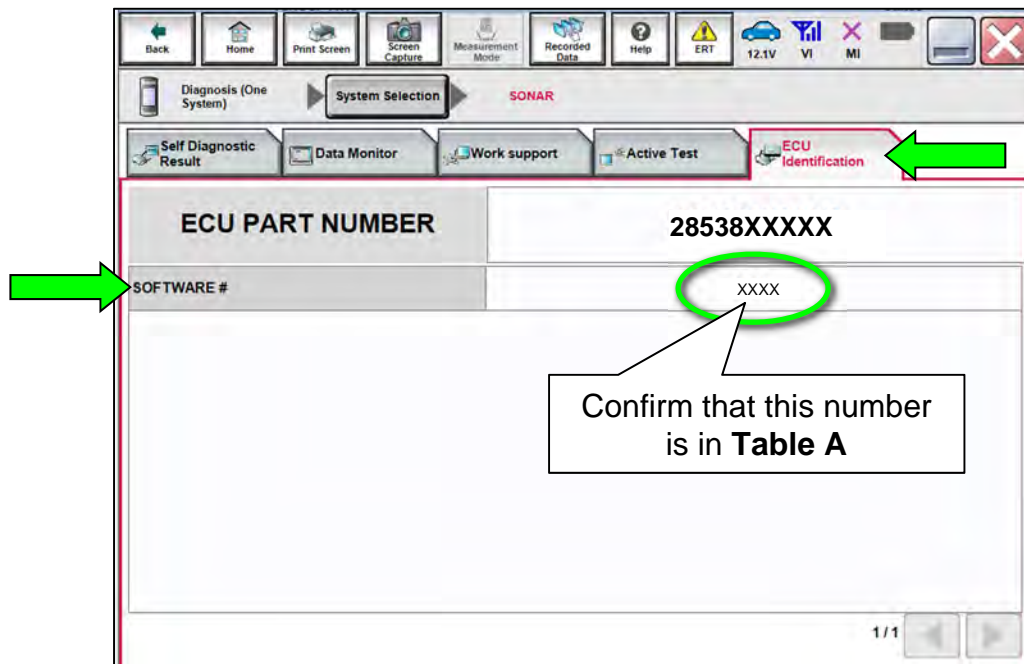 Back
Home
Print Screen
Screen
Capture
Measurement
Mode
Recorded
Data
Help
ERT
12.1V
VI
MI
Diagnosis (One
System)
System Selection
SONAR
Self Diagnostic
Result
Data Monitor
Work support
Active Test
ECU
Identification
ECU PART NUMBER
28538XXXXX
SOFTWARE #
XXXX
Confirm that this number
is in Table A
1/1